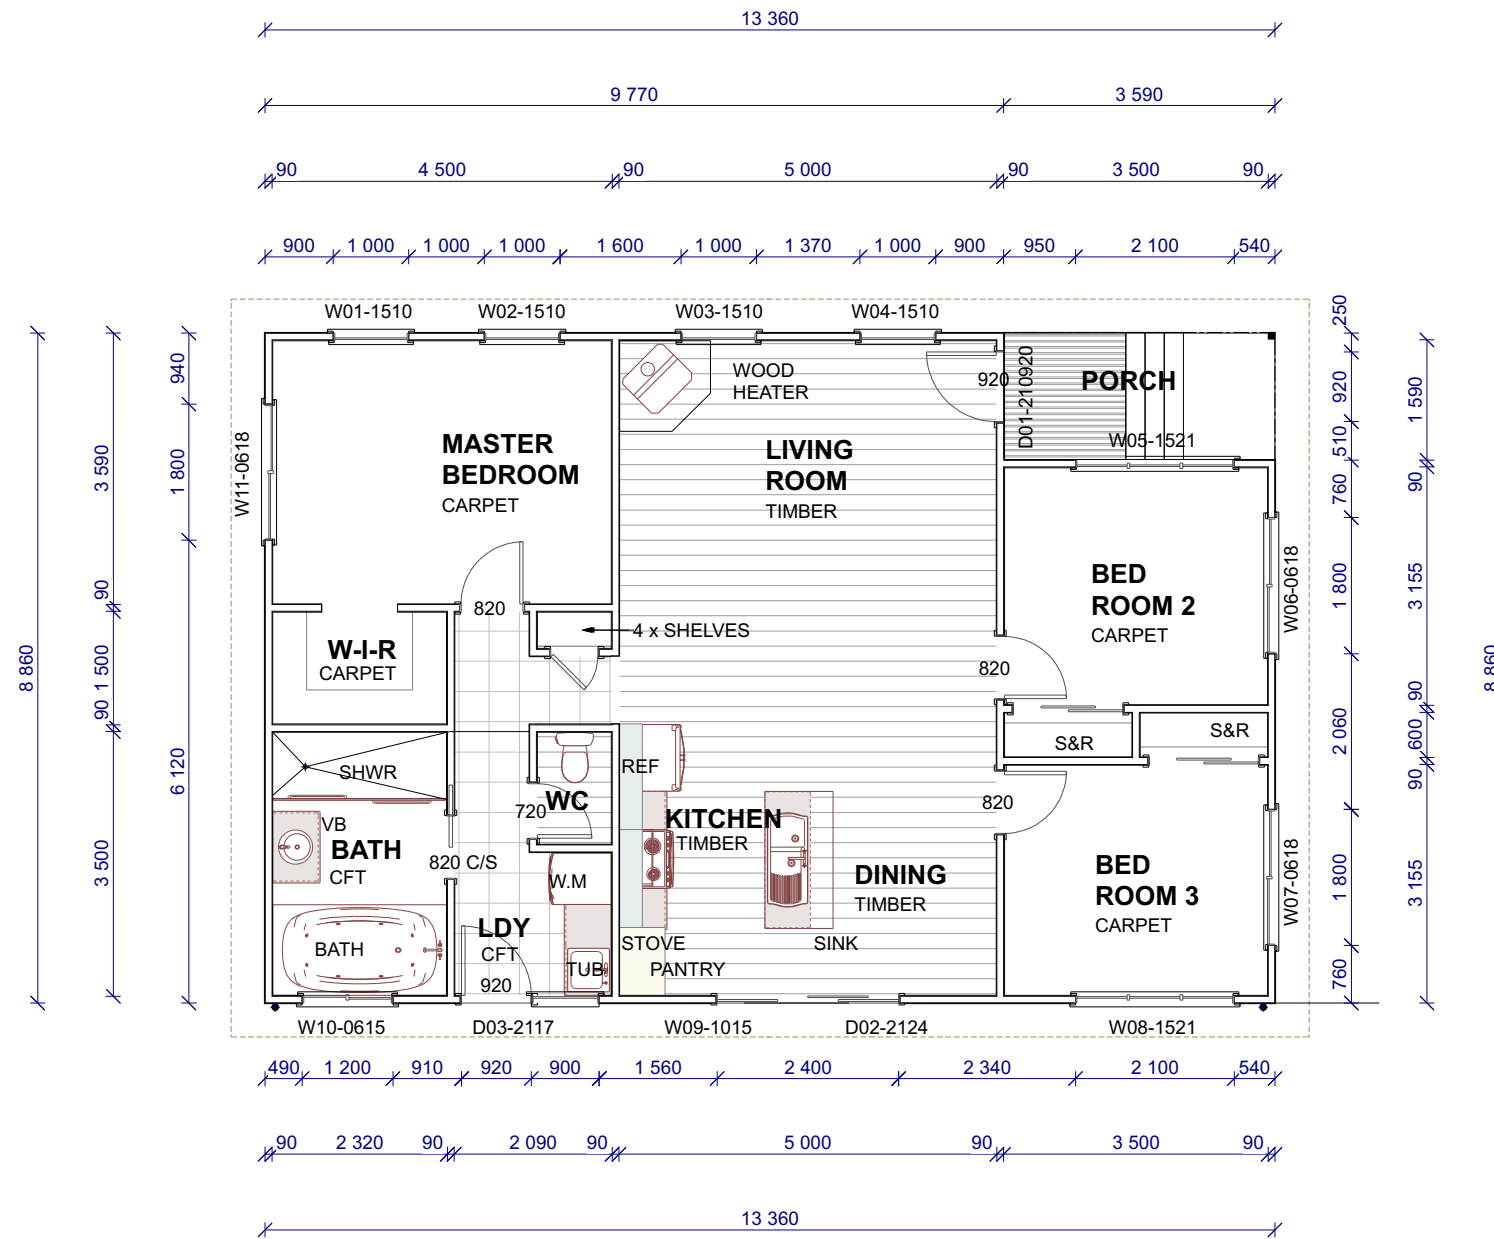 13 360
9 770 3 590
90 4 500 90 5 000 90 3 500 90
900 1 000 1 000 1 000 1 600 1 000 1 370 1 000 900 950 2 100 540
W01-1510 W02-1510 W03-1510 W04-1510
250
920
510
760
1 800
2 060
1 800
760
1 590
90
3 155
90
600
90
3 155
8 860
8 860
3 590
90
1 500
90
3 500
940
1 800
6 120
W11-0618
MASTER
BEDROOM
CARPET
WOOD
HEATER
LIVING
ROOM
TIMBER
920
D01-210920
PORCH
W05-1521
BED
ROOM 2
CARPET
W06-0618
820
4 x SHELVES
W-I-R
CARPET
820
S&R
S&R
SHWR
REF
WC
720
KITCHEN
TIMBER
820
VB
BATH
CFT
820 C/S
W.M
DINING
TIMBER
BED
ROOM 3
CARPET
W07-0618
LDY
CFT
BATH
920
TUB
STOVE
PANTRY
SINK
W10-0615 D03-2117 W09-1015 D02-2124 W08-1521
490 1 200 910 920 900 1 560 2 400 2 340 2 100 540
90 2 320 90 2 090 90 5 000 90 3 500 90
13 360